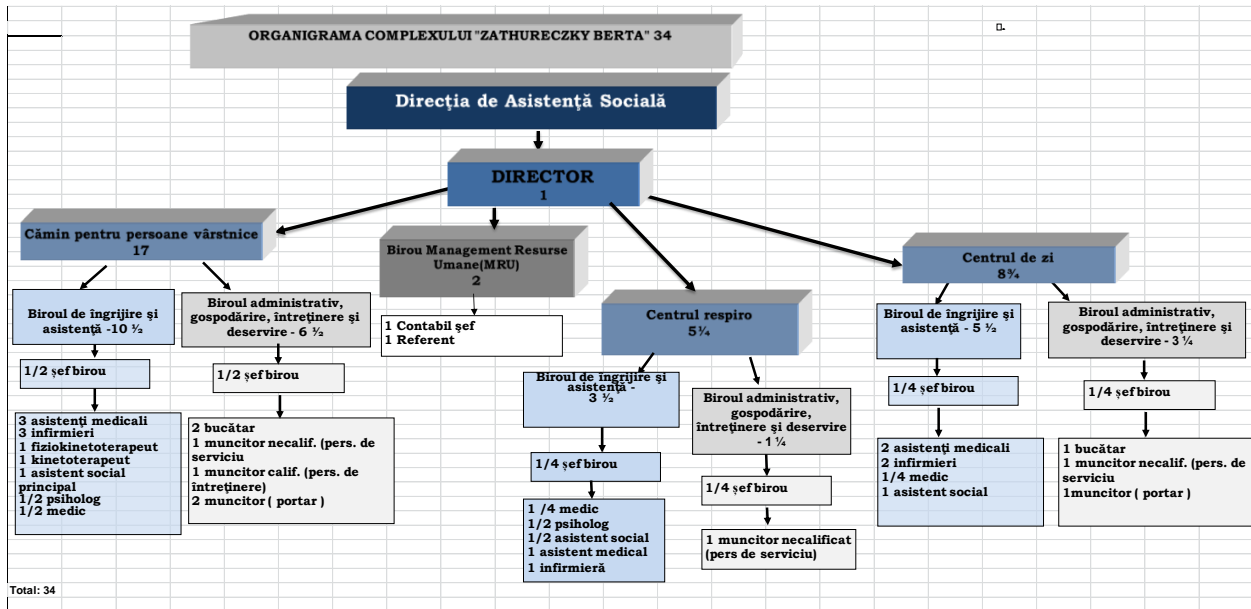 ORGANIGRAMA COMPLEXULUI "ZATHURECZKY BERTA" 34
Direcţia de Asistenţă Socială
DIRECTOR
1
Cămin pentru persoane vârstnice
17
Birou Management Resurse
Umane(MRU)
2
1 Contabil şef
1 Referent
Centrul respiro
5¼
Centrul de zi
8¾
Biroul de îngrijire şi
asistenţă -10 ½
1/2 şef birou
3 asistenţi medicali
3 infirmieri
1 fiziokinetoterapeut
1 kinetoterapeut
1 asistent social
principal
1/2 psiholog
1/2 medic
Biroul administrativ,
gospodărire, întreţinere şi
deservire - 6 ½
1/2 şef birou
2 bucătar
1 muncitor necalif. (pers. de
serviciu
1 muncitor calif. (pers. de
întreţinere)
2 muncitor ( portar )
Biroul de îngrijire şi
asistenţă -
3 ½
1/4 şef birou
1 /4 medic
1/2 psiholog
1/2 asistent social
1 asistent medical
1 infirmieră
Biroul administrativ,
gospodărire,
întreţinere şi deservire
- 1 ¼
1/4 şef birou
1 muncitor necalificat
(pers de serviciu)
Biroul de îngrijire şi
asistenţă - 5 ½
1/4 şef birou
2 asistenţi medicali
2 infirmieri
1/4 medic
1 asistent social
Biroul administrativ,
gospodărire, întreţinere şi
deservire - 3 ¼
1/4 şef birou
1 bucătar
1 muncitor necalif. (pers. de
serviciu
1muncitor ( portar )
Total: 34